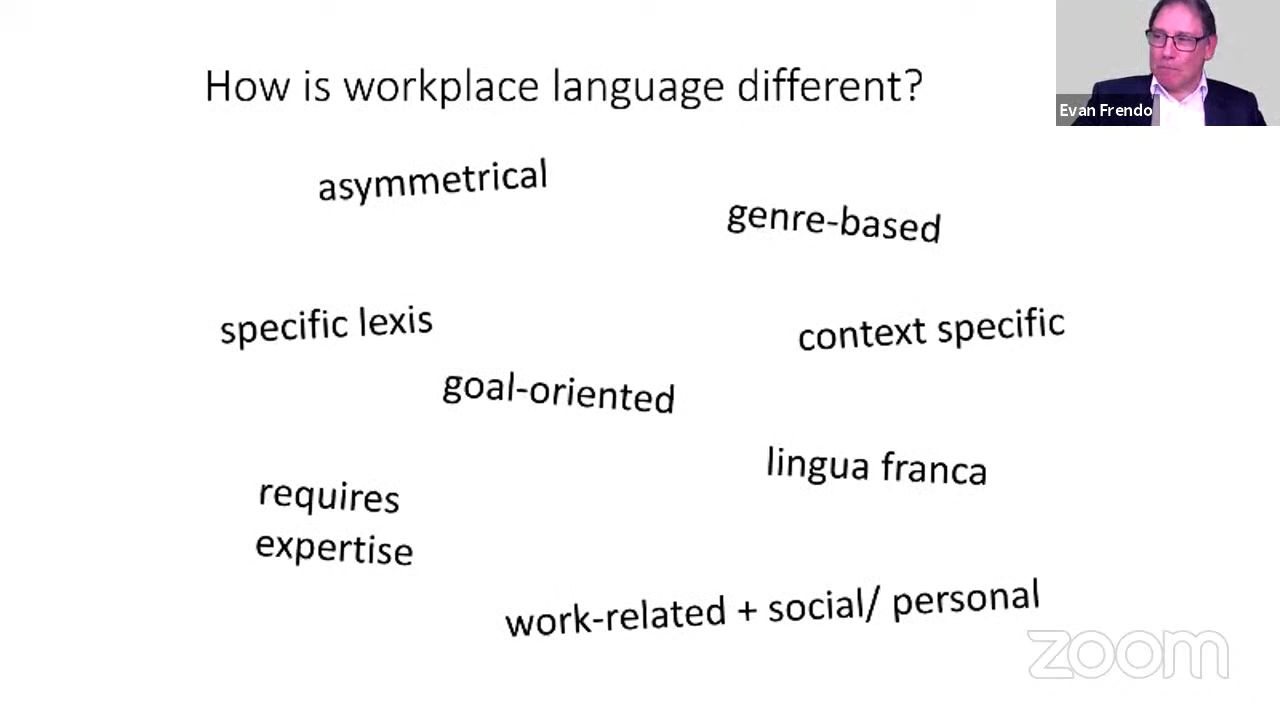 How is workplace language different?
Evan Frendo
asymmetrical
genre-based
specific lexis
context specific
goal-oriented
lingua franca
requires
expertise
work-related + social/ personal
zoom